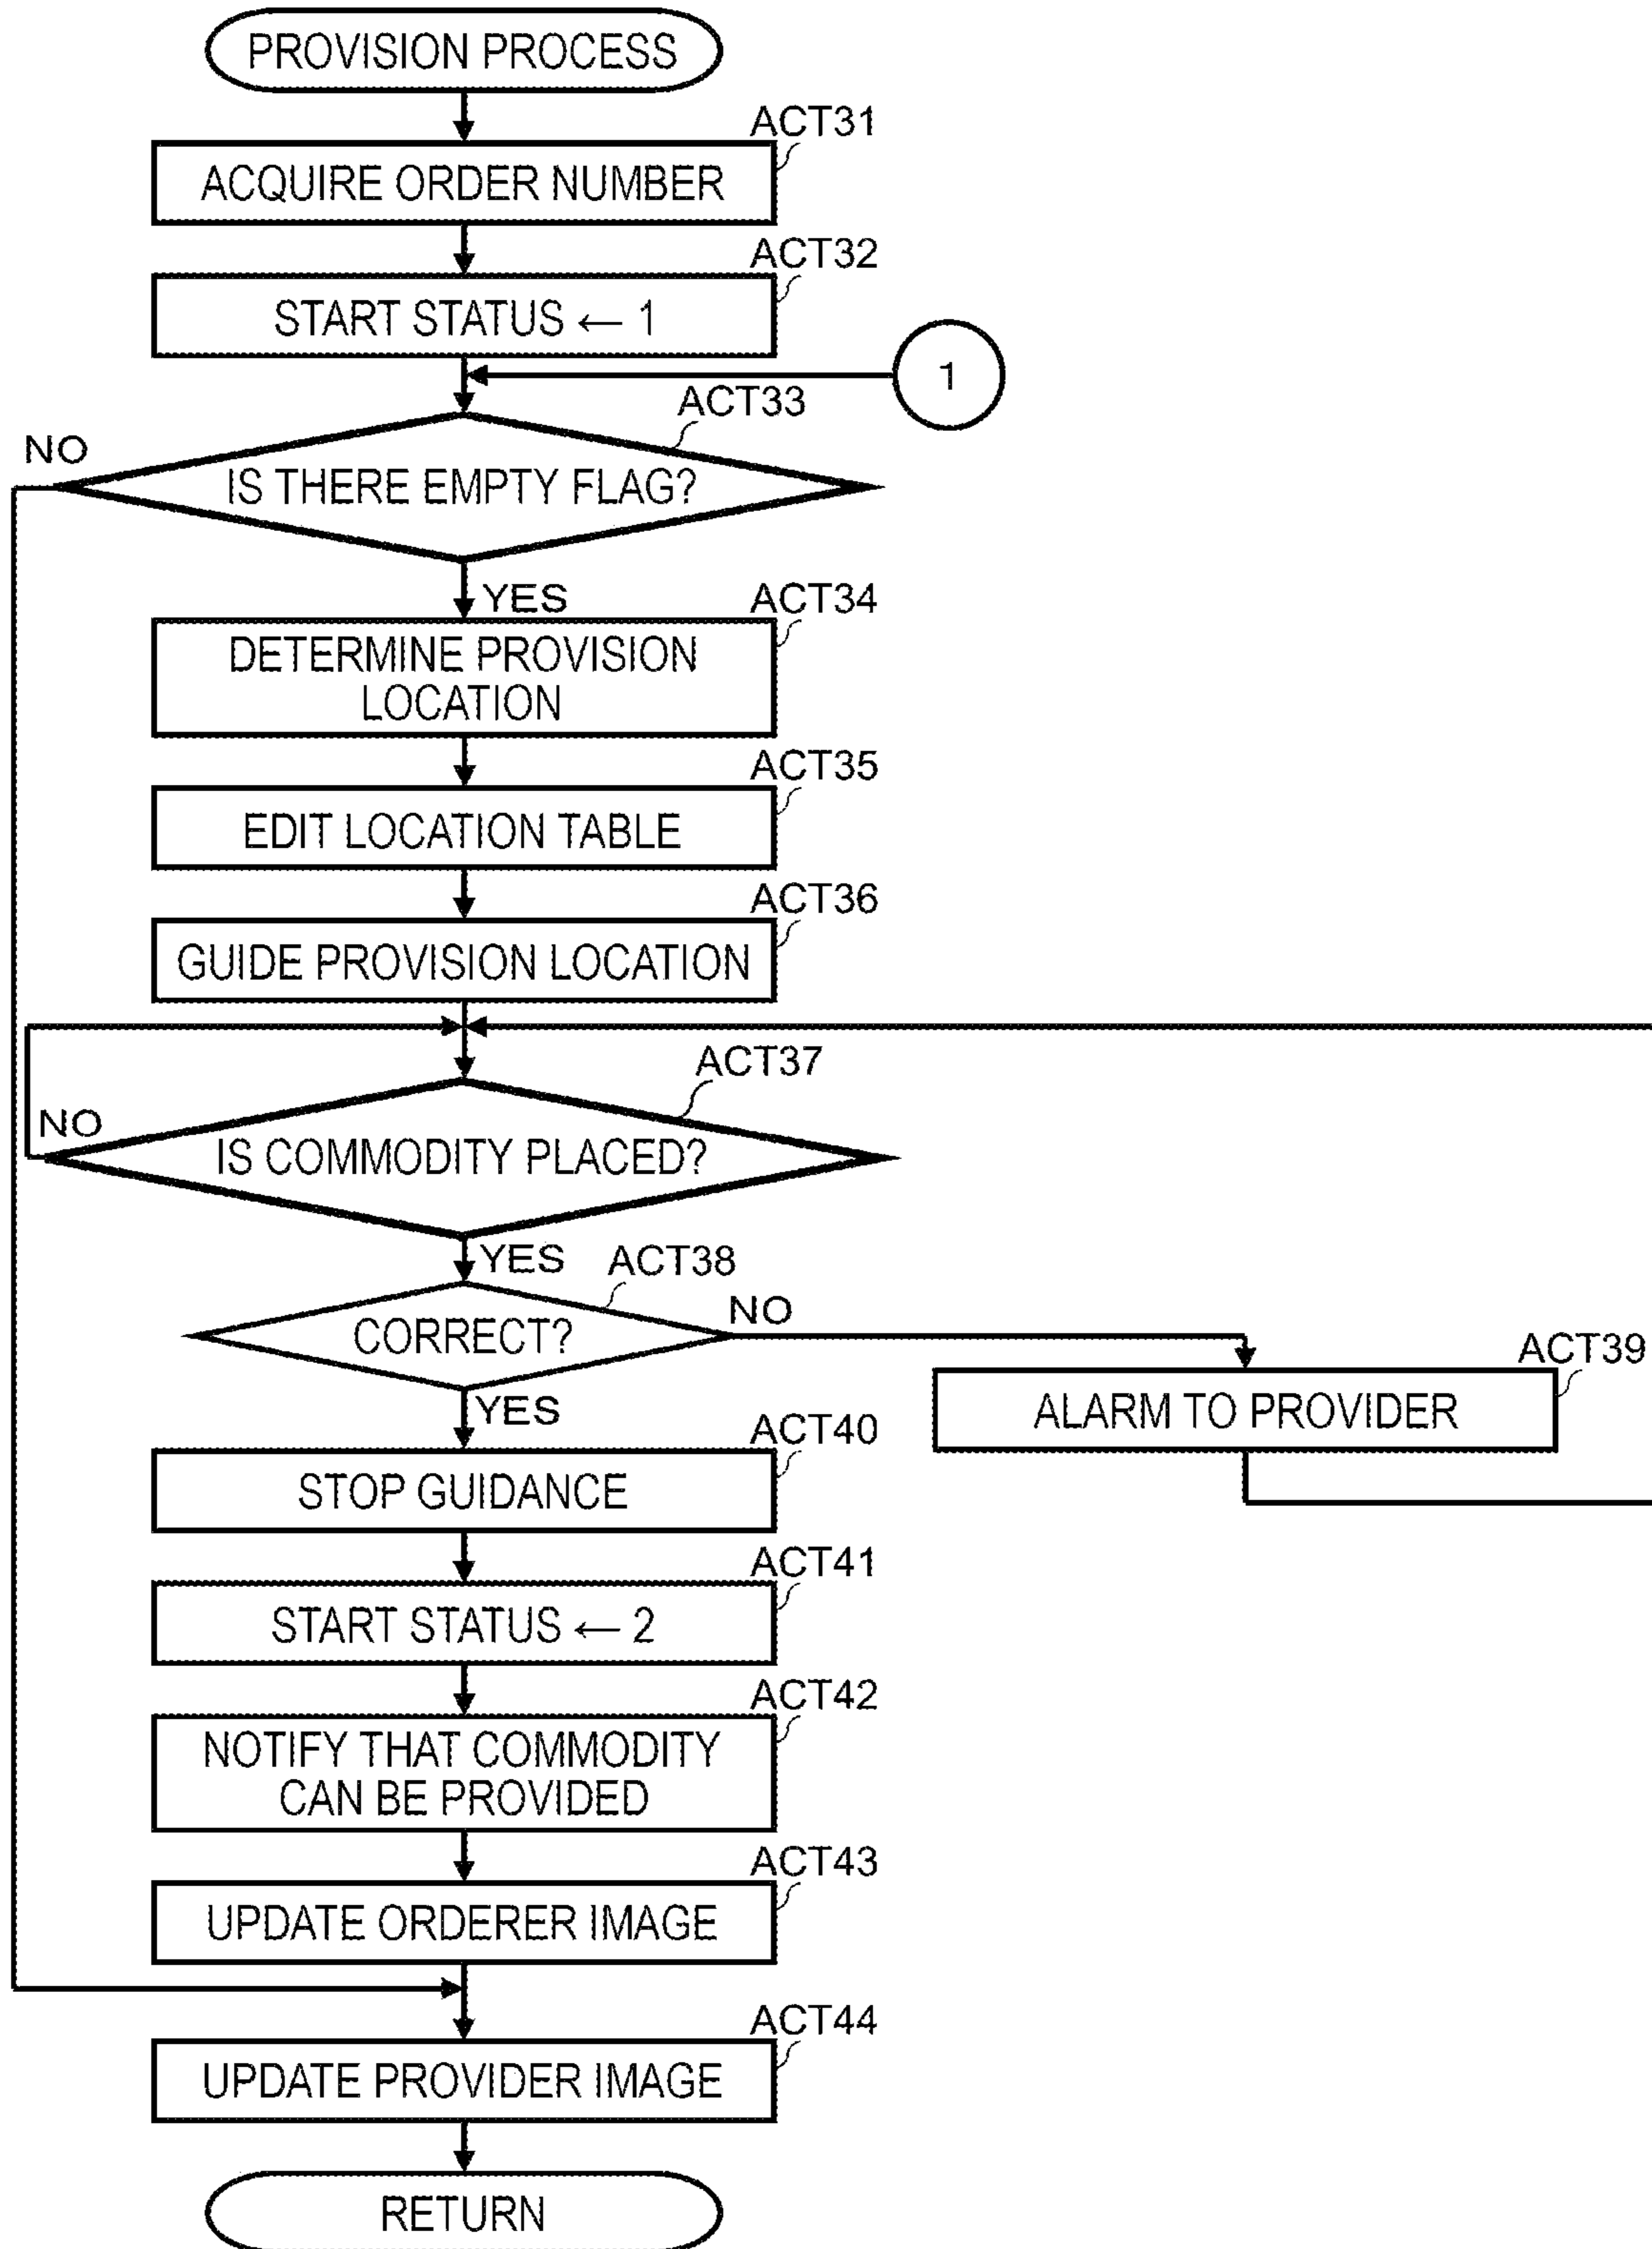 PROVISION PROCESS
ACT31
ACQUIRE ORDER NUMBER
ACT32
START STATUS ← 1
1
ACT33
NO
IS THERE EMPTY FLAG?
YES
ACT34
DETERMINE PROVISION
LOCATION
ACT35
EDIT LOCATION TABLE
ACT36
GUIDE PROVISION LOCATION
ACT37
NO
IS COMMODITY PLACED?
YES
ACT38
CORRECT?
NO
ACT39
ALARM TO PROVIDER
YES
ACT40
STOP GUIDANCE
ACT41
START STATUS ← 2
ACT42
NOTIFY THAT COMMODITY
CAN BE PROVIDED
ACT43
UPDATE ORDERER IMAGE
ACT44
UPDATE PROVIDER IMAGE
RETURN